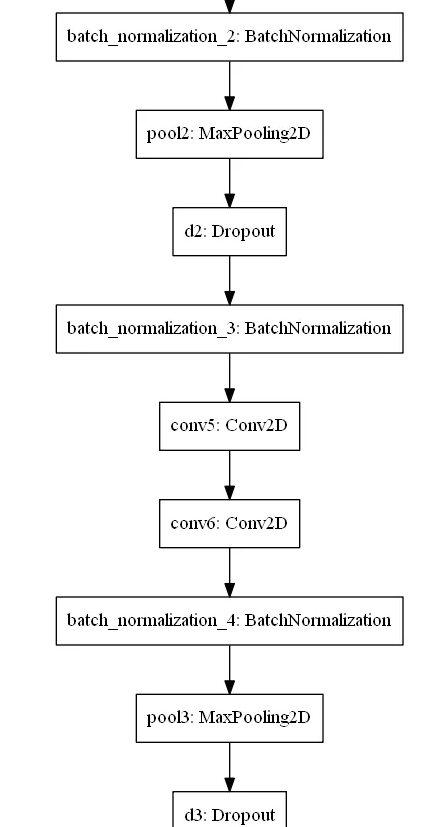 batch_normalization_2: BatchNormalization
pool2: MaxPooling2D
d2: Dropout
batch_normalization_3: BatchNormalization
conv5: Conv2D
conv6: Conv2D
batch_normalization_4: BatchNormalization
pool3: MaxPooling2D
d3: Dropout